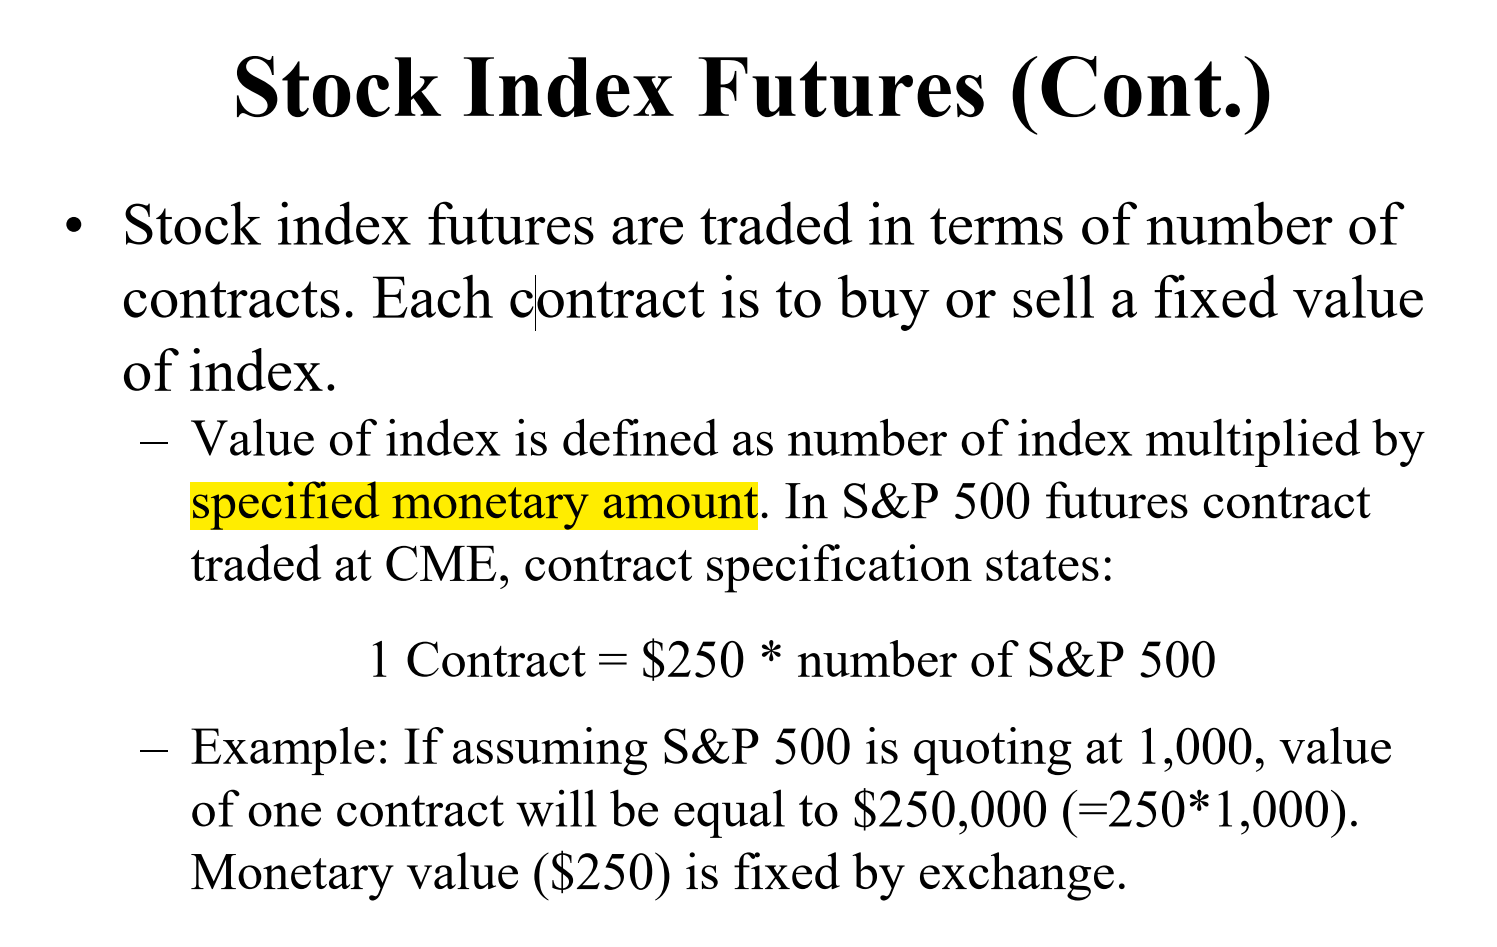 Stock Index Futures (Cont.)
• Stock index futures are traded in terms of number of
contracts. Each contract is to buy or sell a fixed value
of index.
– Value of index is defined as number of index multiplied by
specified monetary amount. In S&P 500 futures contract
traded at CME, contract specification states:
1 Contract = $250 * number of S&P 500
– Example: If assuming S&P 500 is quoting at 1,000, value
of one contract will be equal to $250,000 (=250*1,000).
Monetary value ($250) is fixed by exchange.